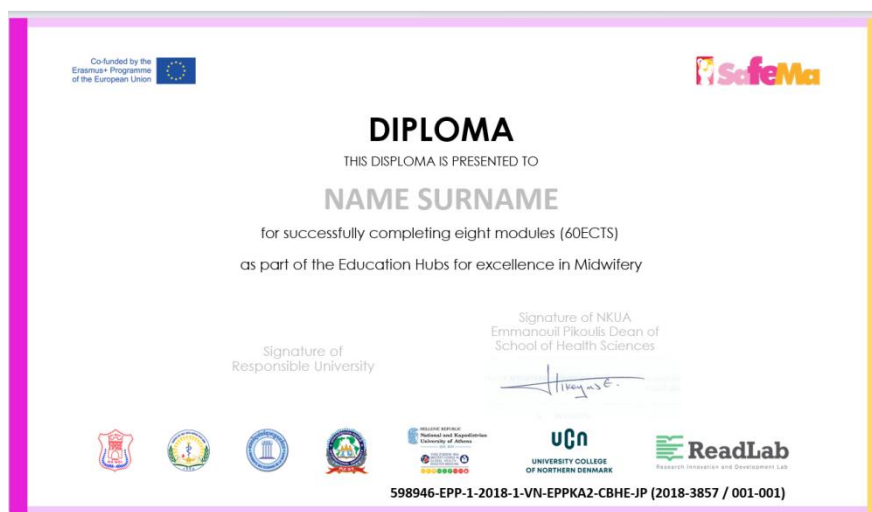 Co-funded by the
Erasmus+ Programme
of the European Union
SafeMa
DIPLOMA
THIS DISPLOMA IS PRESENTED TO
NAME SURNAME
for successfully completing eight modules (60ECTS)
as part of the Education Hubs for excellence in Midwifery
Signature of NKUA
Emmanouil Pikoulis Dean of
School of Health Sciences
Signature of
Responsible University
HELLENIC REPUBLIC
National and Kapodistrian
University of Athens
UCN
UNIVERSITY COLLEGE
OF NORTHERN DENMARK
ReadLab
Research Innovation and Development Lab
598946-EPP-1-2018-1-VN-EPPKA2-CBHE-JP (2018-3857 / 001-001)